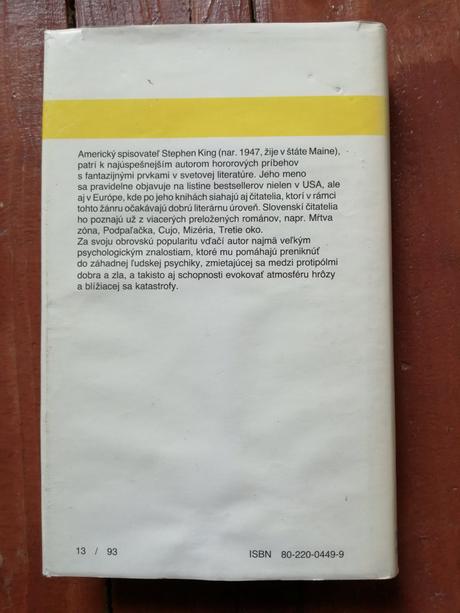 Americký spisovateľ Stephen King (nar. 1947, žije v štáte Maine),
patrí k najúspešnejším autorom hororových príbehov
s fantazijnými prvkami v svetovej literatúre. Jeho meno
sa pravidelne objavuje na listine bestsellerov nielen v USA, ale
aj v Európe, kde po jeho knihách siahajú aj čitatelia, ktorí v rámci
tohto žánru očakávajú dobrú literárnu úroveň. Slovenskí čitatelia
ho poznajú už z viacerých preložených románov, napr. Mŕtva
zóna, Podpaľačka, Cujo, Mizéria, Tretie oko.
Za svoju obrovskú popularitu vďačí autor najmä veľkým
psychologickým znalostiam, ktoré mu pomáhajú preniknúť
do záhadnej ľudskej psychiky, zmietajúcej sa medzi protipólmi
dobra a zla, a takisto aj schopnosti evokovať atmosféru hrôzy
a blížiacej sa katastrofy.
13 / 93
ISBN 80-220-0449-9